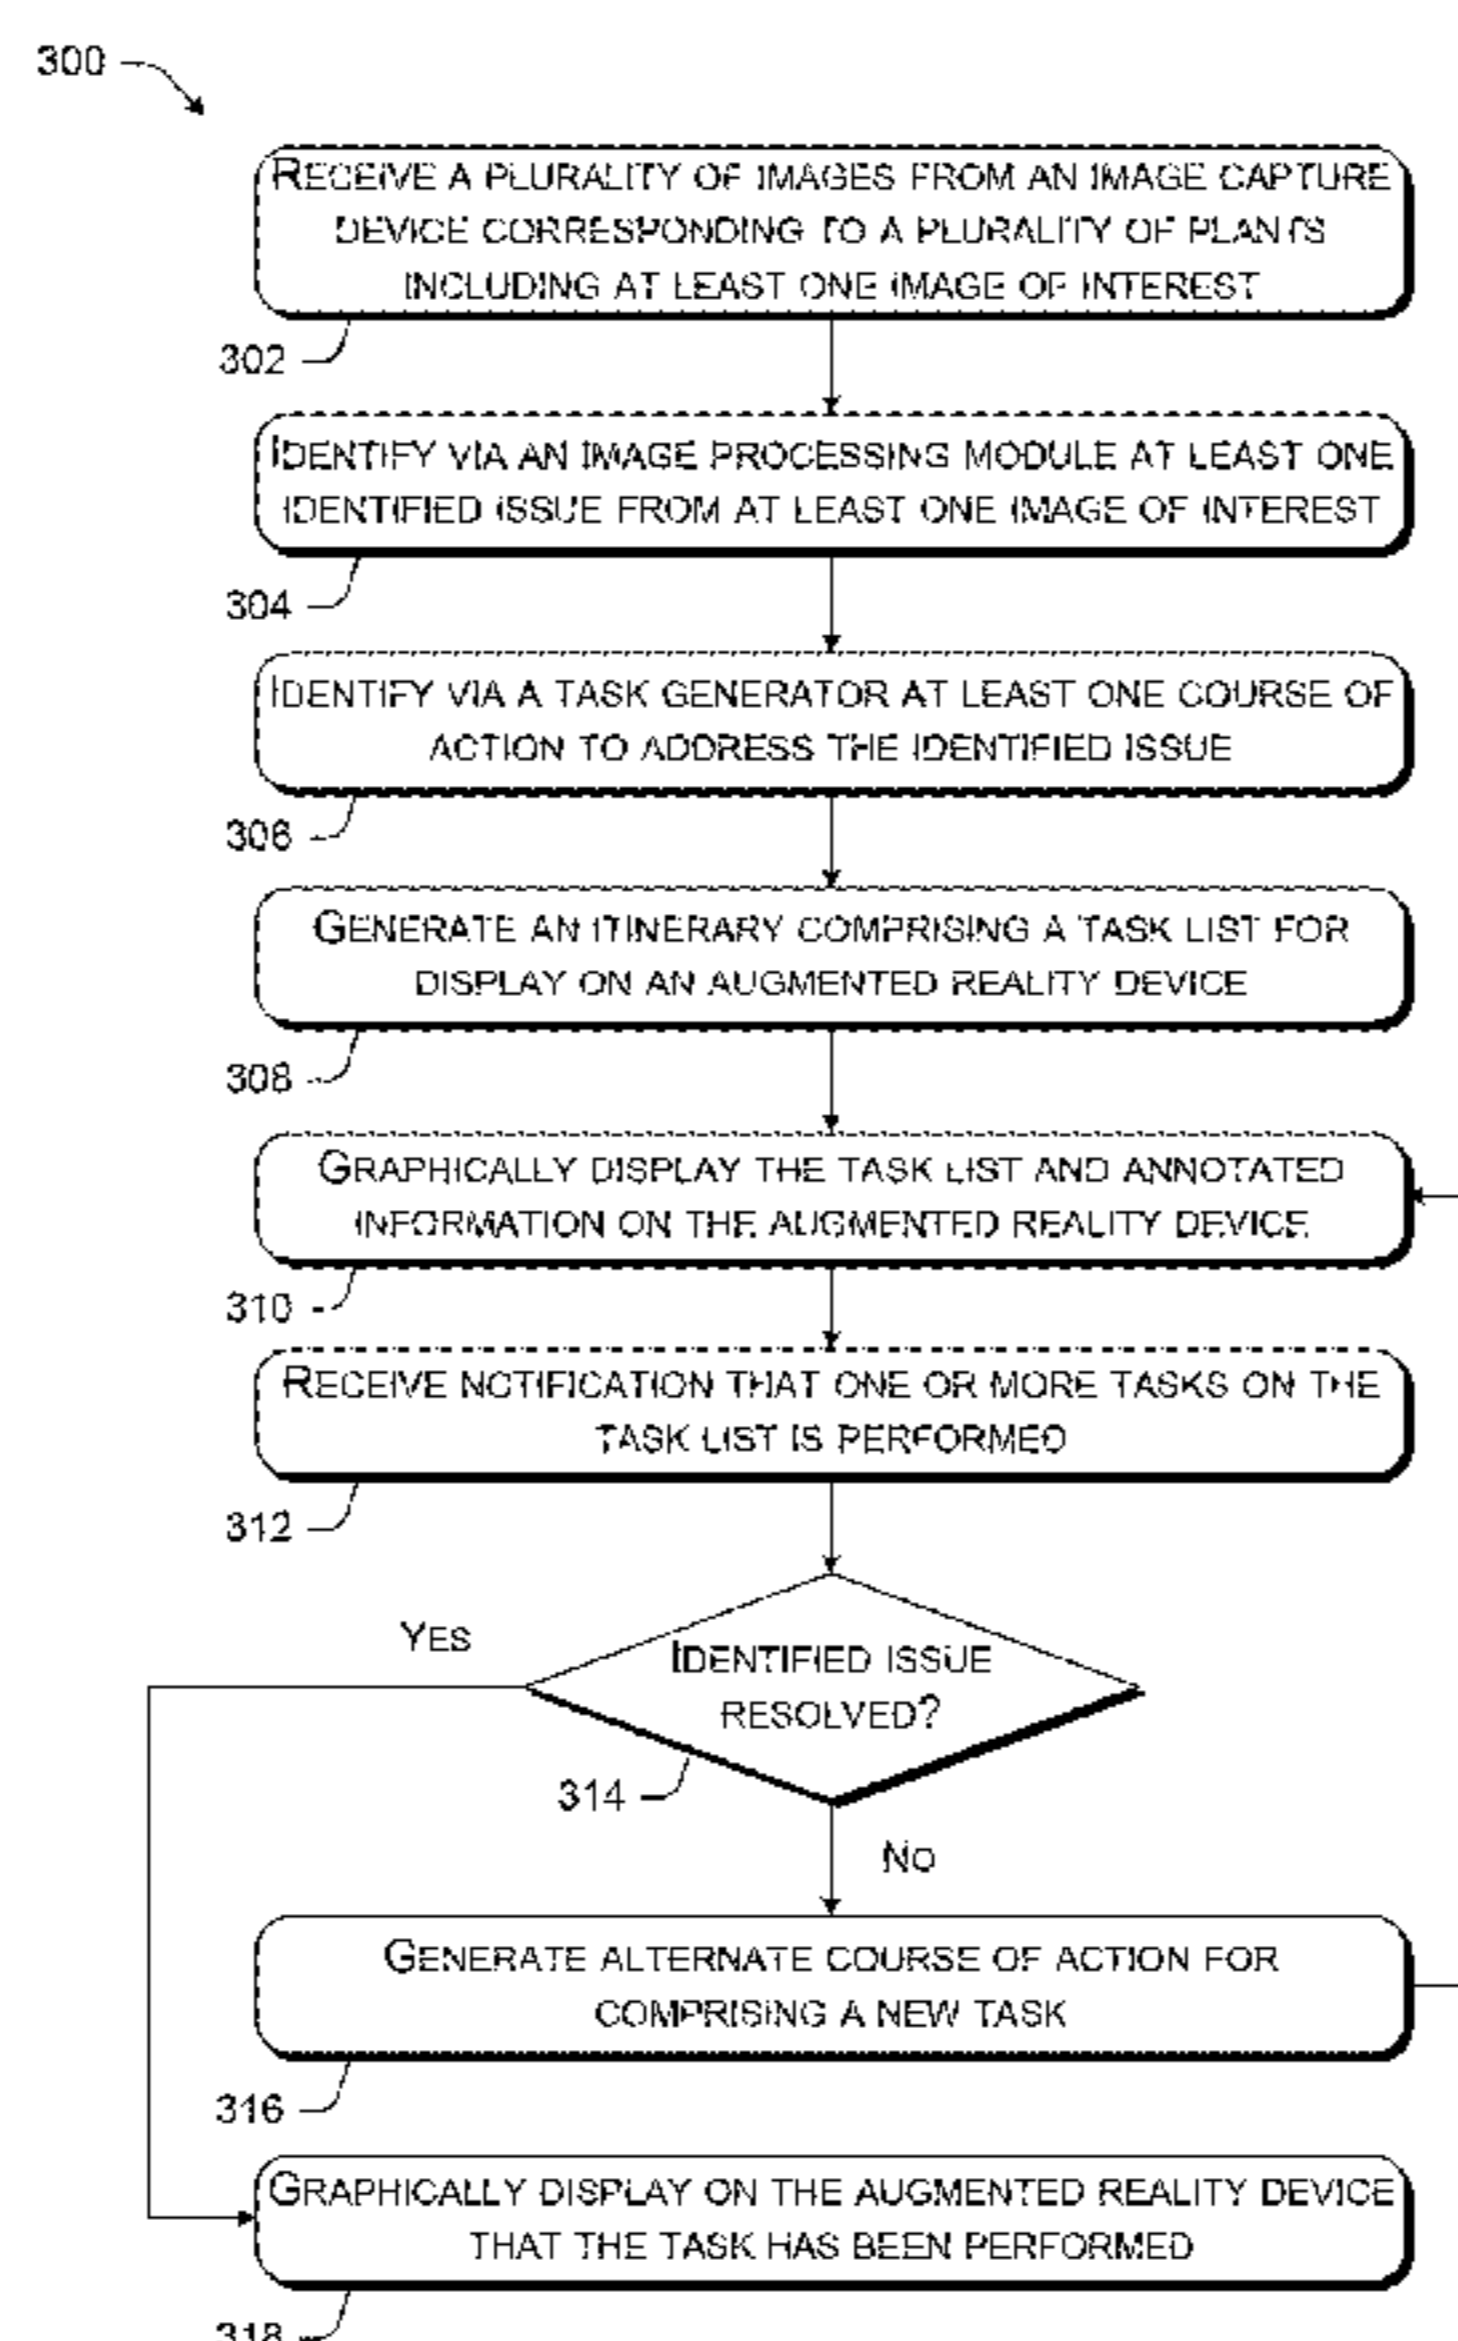 300
RECEIVE A PLURALITY OF IMAGES FROM AN IMAGE CAPTURE
DEVICE CORRESPONDING TO A PLURALITY OF PLANTS
INCLUDING AT LEAST ONE IMAGE OF INTEREST
302
IDENTIFY VIA AN IMAGE PROCESSING MODULE AT LEAST ONE
IDENTIFIED ISSUE FROM AT LEAST ONE IMAGE OF INTEREST
304
IDENTIFY VIA A TASK GENERATOR AT LEAST ONE COURSE OF
ACTION TO ADDRESS THE IDENTIFIED ISSUE
306
GENERATE AN ITINERARY COMPRISING A TASK LIST FOR
DISPLAY ON AN AUGMENTED REALITY DEVICE
308
GRAPHICALLY DISPLAY THE TASK LIST AND ANNOTATED
INFORMATION ON THE AUGMENTED REALITY DEVICE
310
RECEIVE NOTIFICATION THAT ONE OR MORE TASKS ON THE
TASK LIST IS PERFORMED
312
YES
IDENTIFIED ISSUE
RESOLVED?
314
NO
GENERATE ALTERNATE COURSE OF ACTION FOR
COMPRISING A NEW TASK
316
GRAPHICALLY DISPLAY ON THE AUGMENTED REALITY DEVICE
THAT THE TASK HAS BEEN PERFORMED
318